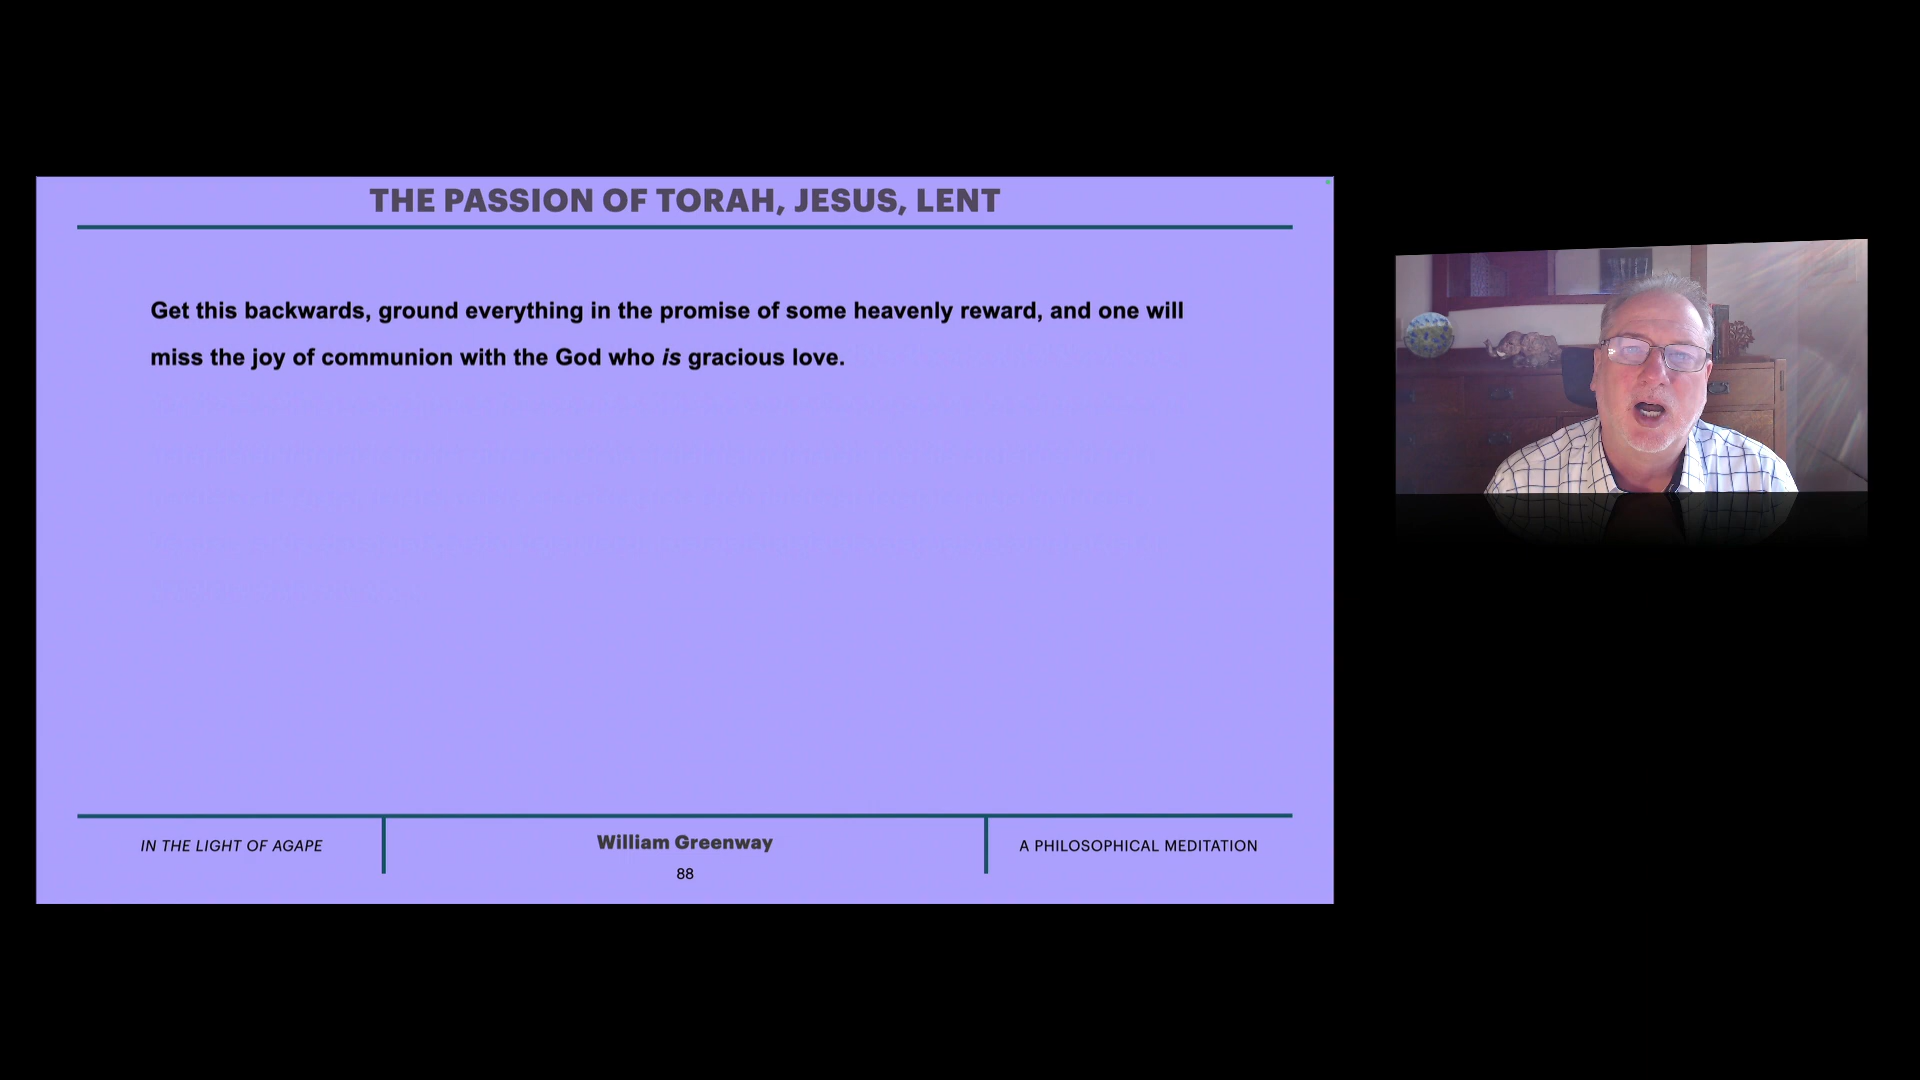 THE PASSION OF TORAH, JESUS, LENT
Get this backwards, ground everything in the promise of some heavenly reward, and one will
miss the joy of communion with the God who is gracious love.
IN THE LIGHT OF AGAPE
William Greenway
88
A PHILOSOPHICAL MEDITATION